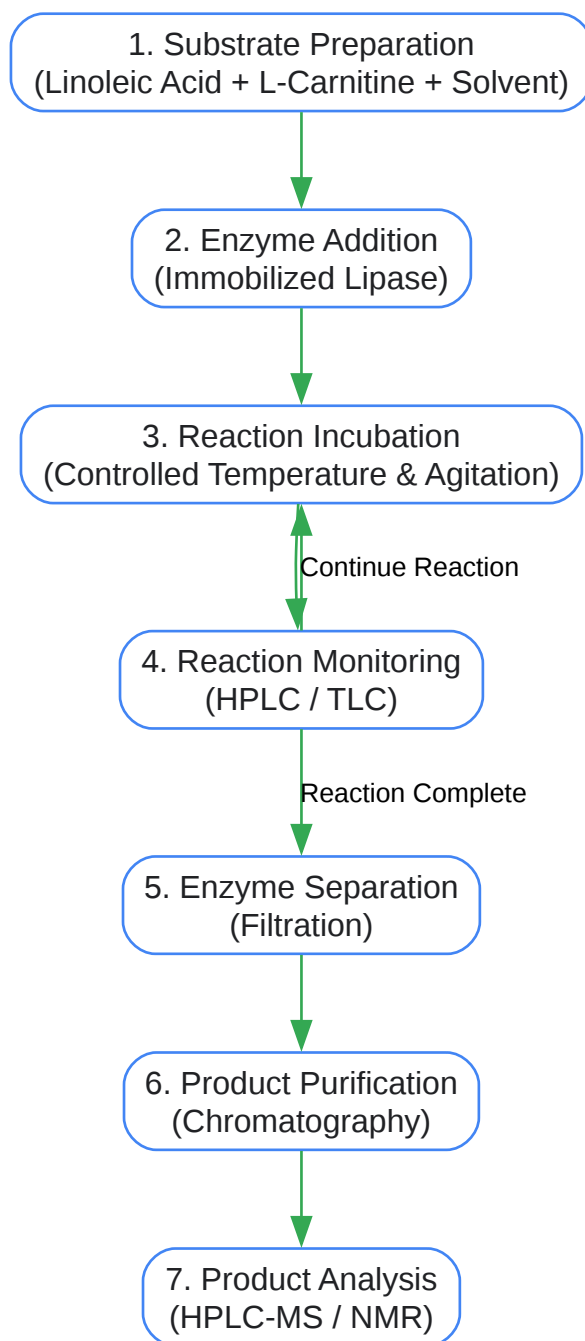 1. Substrate Preparation
(Linoleic Acid + L-Carnitine + Solvent)
2. Enzyme Addition
(Immobilized Lipase)
3. Reaction Incubation
(Controlled Temperature & Agitation)
Continue Reaction
4. Reaction Monitoring
(HPLC / TLC)
Reaction Complete
5. Enzyme Separation
(Filtration)
6. Product Purification
(Chromatography)
7. Product Analysis
(HPLC-MS / NMR)